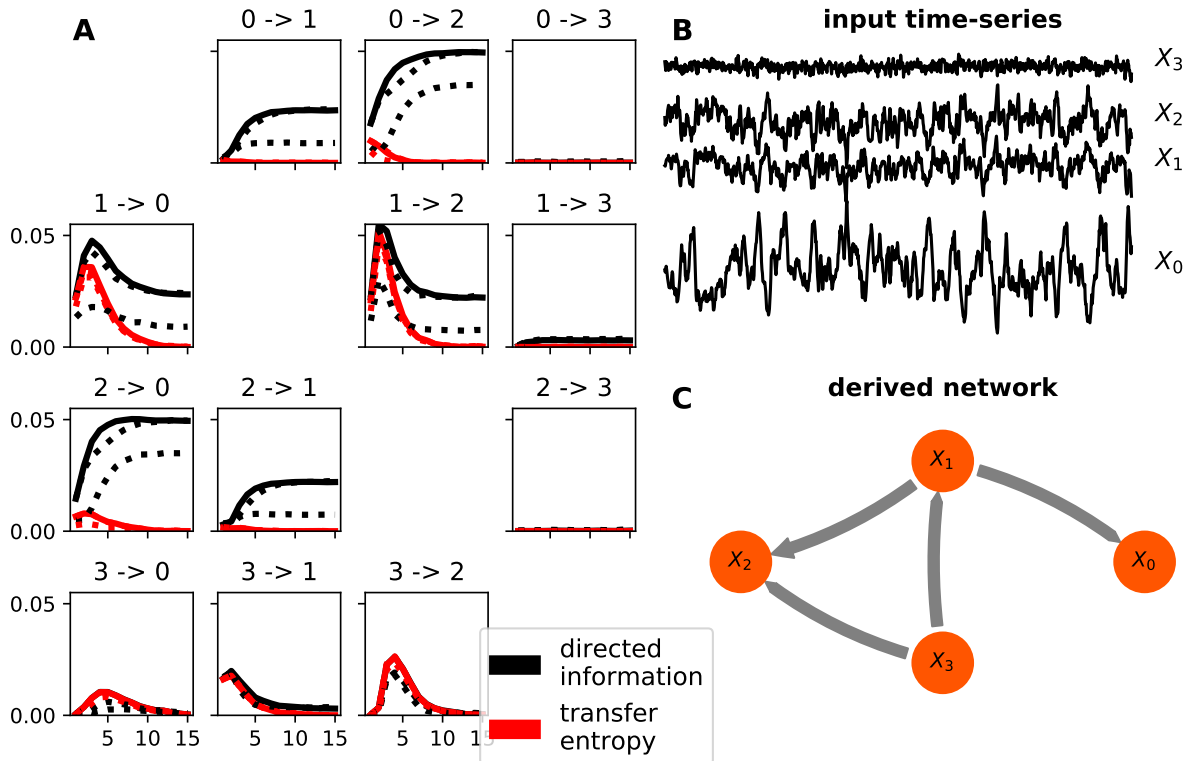 A
0 -> 1
0 -> 2
0 -> 3
1 -> 0
1 -> 2
1 -> 3
0.05
0.00
2 -> 0
2 -> 1
2 -> 3
0.05
0.00
3 -> 0
3 -> 1
3 -> 2
0.05
0.00
5 10 15
5 10 15
5 10 15
directed
information
transfer
entropy
B
input time-series
X3
X2
X1
X0
C
derived network
X1
X2
X0
X3